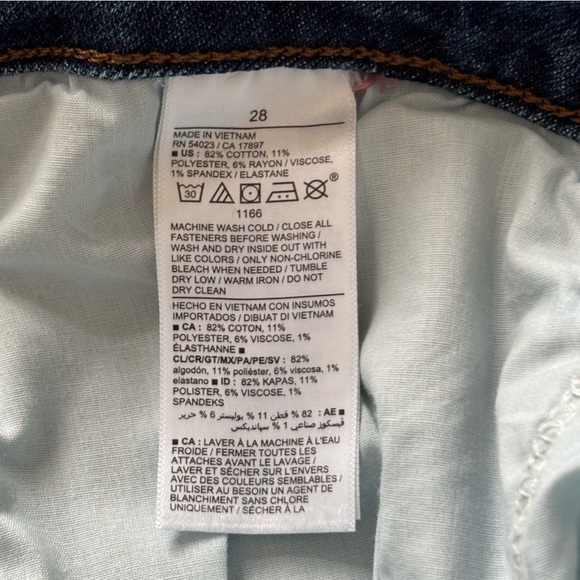 28
MADE IN VIETNAM
RN 54023 / CA 17897
■ US : 82% COTTON, 11%
POLYESTER, 6% RAYON / VISCOSE,
1% SPANDEX / ELASTANE
30
®
1166
MACHINE WASH COLD / CLOSE ALL
FASTENERS BEFORE WASHING /
WASH AND DRY INSIDE OUT WITH
LIKE COLORS / ONLY NON-CHLORINE
BLEACH WHEN NEEDED / TUMBLE
DRY LOW / WARM IRON / DO NOT
DRY CLEAN
HECHO EN VIETNAM CON INSUMOS
IMPORTADOS / DIBUAT DI VIETNAM
■ CA : 82% COTON, 11%
POLYESTER, 6% VISCOSE, 1%
ÉLASTHANNE ■
CL/CR/GT/MX/PA/PE/SV : 82%
algodón, 11% poliéster, 6% viscosa, 1%
elastano ■ ID : 82% KAPAS, 11%
POLISTER, 6% VISCOSE, 1%
SPANDEKS
■ AE : 82 % قطن 11 % بوليستر 6 % حرير
فيسكوز صناعي 1 % سبانديكس
■ CA : LAVER À LA MACHINE À L'EAU
FROIDE / FERMER TOUTES LES
ATTACHES AVANT LE LAVAGE /
LAVER ET SÉCHER SUR L'ENVERS
AVEC DES COULEURS SEMBLABLES /
UTILISER AU BESOIN UN AGENT DE
BLANCHIMENT SANS CHLORE
UNIQUEMENT / SÉCHER À LA